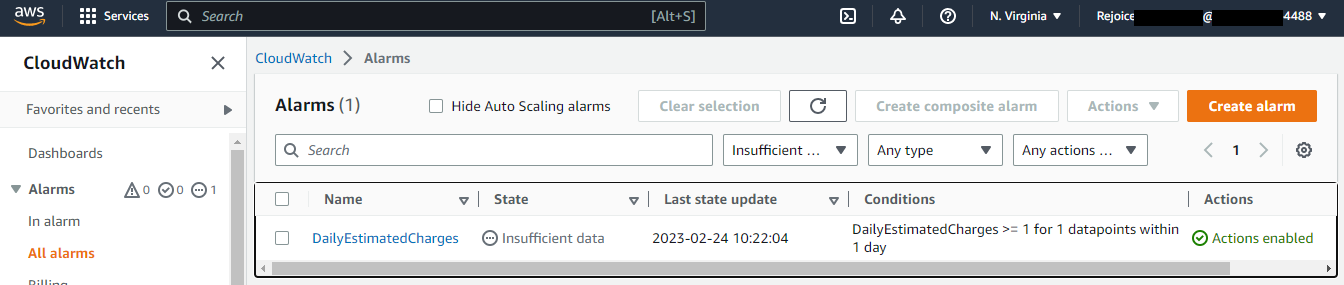 aws
Services
Search
[Alt+S]
N. Virginia
Rejoice @ 4488
CloudWatch
CloudWatch
Alarms
Favorites and recents
Alarms (1)
Hide Auto Scaling alarms
Clear selection
Create composite alarm
Actions
Create alarm
Dashboards
Search
Insufficient ...
Any type
Any actions ...
1
Alarms
0
0
1
Name
State
Last state update
Conditions
Actions
In alarm
DailyEstimatedCharges
Insufficient data
2023-02-24 10:22:04
DailyEstimatedCharges >= 1 for 1 datapoints within
1 day
Actions enabled
All alarms
Billing